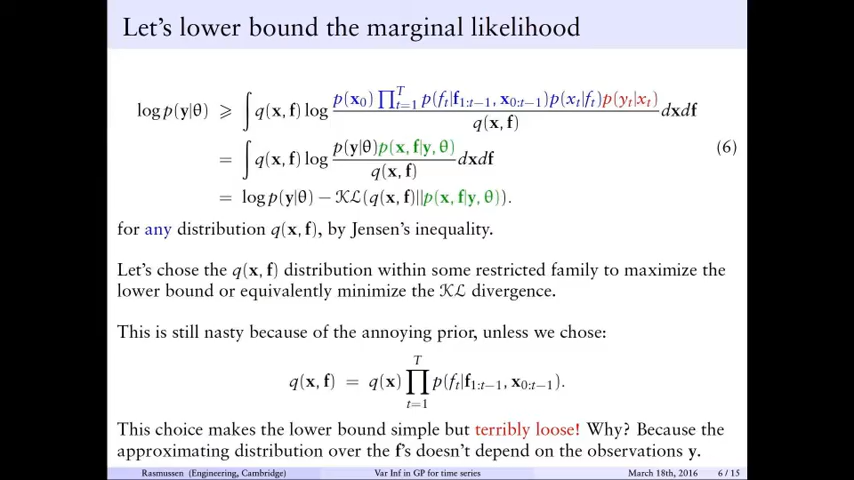 Let's lower bound the marginal likelihood
log p(y|θ) ⩾ ∫ q(x, f) log p(x₀) ∏ᵀₜ₌₁ p(fₜ|f₁:ₜ₋₁, x₀:ₜ₋₁)p(xₜ|fₜ)p(yₜ|xₜ) / q(x, f) dxdf
= ∫ q(x, f) log p(y|θ)p(x, f|y, θ) / q(x, f) dxdf (6)
= log p(y|θ) − KL(q(x, f)||p(x, f|y, θ)).
for any distribution q(x, f), by Jensen's inequality.
Let's chose the q(x, f) distribution within some restricted family to maximize the
lower bound or equivalently minimize the KL divergence.
This is still nasty because of the annoying prior, unless we chose:
q(x, f) = q(x) ∏ᵀₜ₌₁ p(fₜ|f₁:ₜ₋₁, x₀:ₜ₋₁).
This choice makes the lower bound simple but terribly loose! Why? Because the
approximating distribution over the f's doesn't depend on the observations y.
Rasmussen (Engineering, Cambridge) Var Inf in GP for time series March 18th, 2016 6 / 15